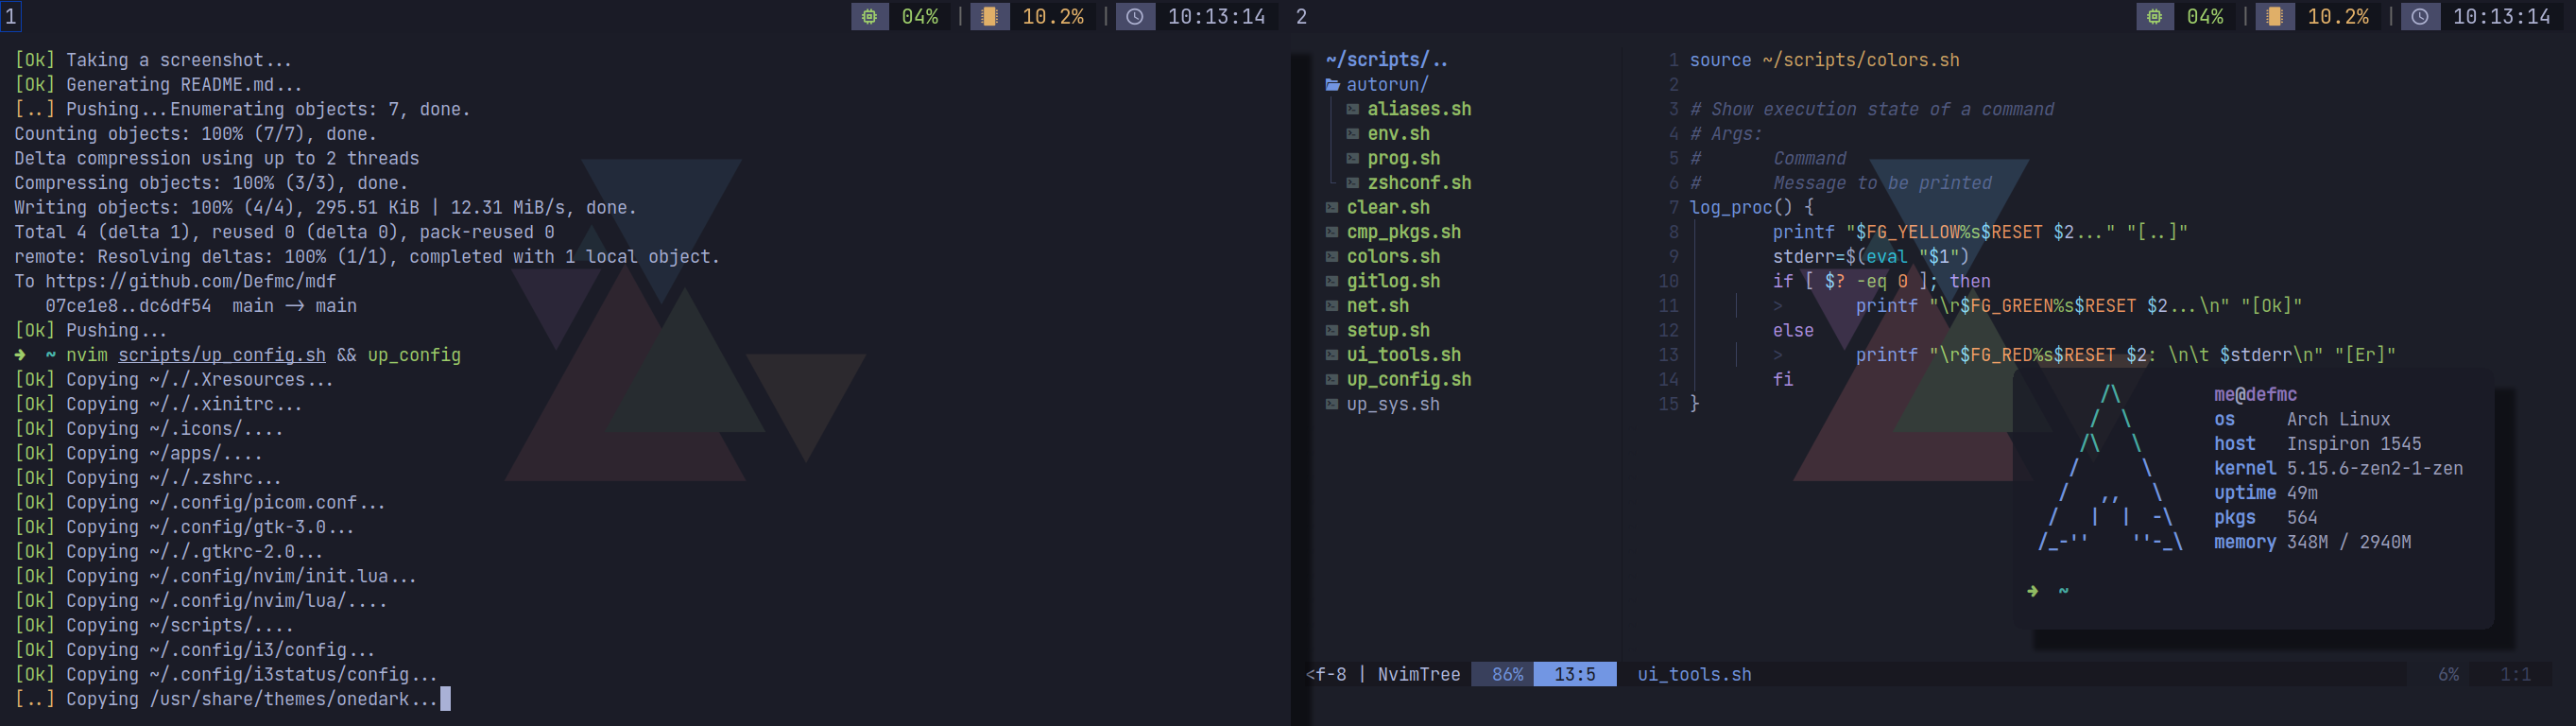 1
04% | 10.2% | 10:13:14
2
04% | 10.2% | 10:13:14
[Ok] Taking a screenshot...
[Ok] Generating README.md...
[..] Pushing...Enumerating objects: 7, done.
Counting objects: 100% (7/7), done.
Delta compression using up to 2 threads
Compressing objects: 100% (3/3), done.
Writing objects: 100% (4/4), 295.51 KiB | 12.31 MiB/s, done.
Total 4 (delta 1), reused 0 (delta 0), pack-reused 0
remote: Resolving deltas: 100% (1/1), completed with 1 local object.
To https://github.com/Defmc/mdf
   07ce1e8..dc6df54  main -> main
[Ok] Pushing...
➜  ~ nvim scripts/up_config.sh && up_config
[Ok] Copying ~/./.Xresources...
[Ok] Copying ~/./.xinitrc...
[Ok] Copying ~/.icons/....
[Ok] Copying ~/apps/....
[Ok] Copying ~/./.zshrc...
[Ok] Copying ~/.config/picom.conf...
[Ok] Copying ~/.config/gtk-3.0...
[Ok] Copying ~/./.gtkrc-2.0...
[Ok] Copying ~/.config/nvim/init.lua...
[Ok] Copying ~/.config/nvim/lua/....
[Ok] Copying ~/scripts/....
[Ok] Copying ~/.config/i3/config...
[Ok] Copying ~/.config/i3status/config...
[..] Copying /usr/share/themes/onedark...
~/scripts/..
autorun/
aliases.sh
env.sh
prog.sh
zshconf.sh
clear.sh
cmp_pkgs.sh
colors.sh
gitlog.sh
net.sh
setup.sh
ui_tools.sh
up_config.sh
up_sys.sh
1 source ~/scripts/colors.sh
2
3 # Show execution state of a command
4 # Args:
5 #       Command
6 #       Message to be printed
7 log_proc() {
8         printf "$FG_YELLOW%s$RESET $2..." "[..]"
9         stderr=$(eval "$1")
10         if [ $? -eq 0 ]; then
11     |   >       printf "\r$FG_GREEN%s$RESET $2...\n" "[Ok]"
12         else
13     |   >       printf "\r$FG_RED%s$RESET $2: \n\t $stderr\n" "[Er]"
14         fi
15 }
/\
/  \
/\   \
/      \
/   ,,   \
/   |  |  -\
/_-''    ''-_\
me@defmc
os     Arch Linux
host   Inspiron 1545
kernel 5.15.6-zen2-1-zen
uptime 49m
pkgs   564
memory 348M / 2940M
➜  ~
<f-8 | NvimTree  86%  13:5  ui_tools.sh  6%  1:1